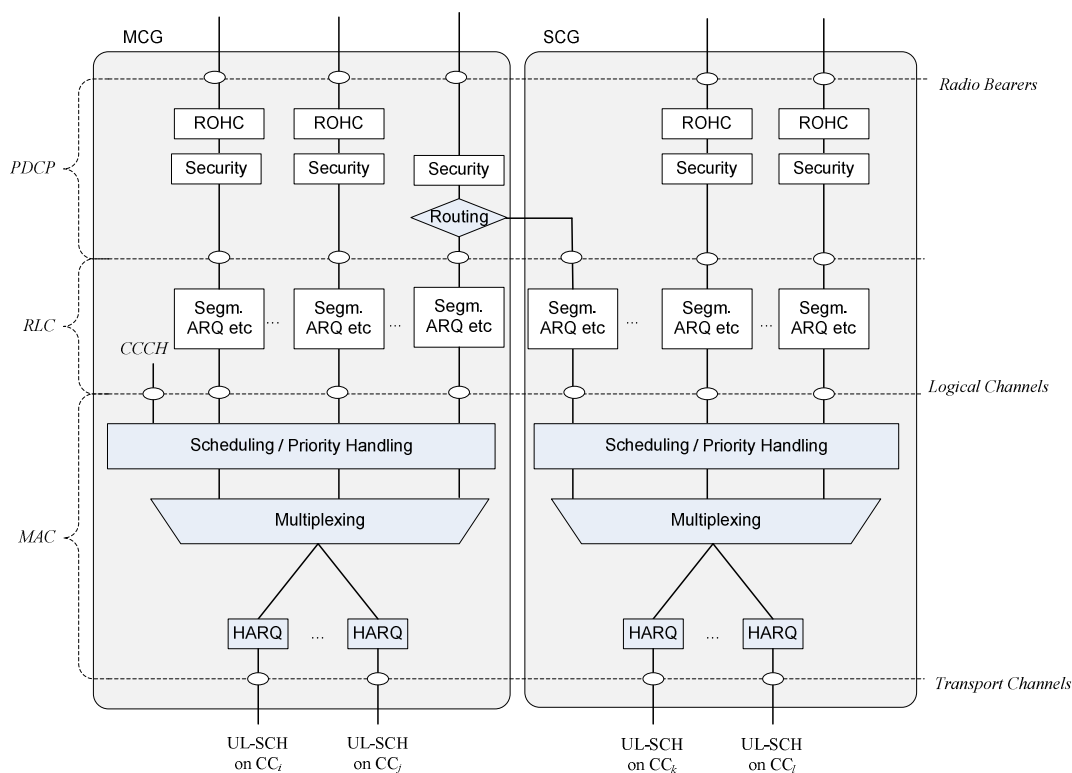 MCG
SCG
Radio Bearers
ROHC
ROHC
ROHC
ROHC
PDCP
Security
Security
Security
Security
Security
Routing
RLC
Segm.
ARQ etc
...
Segm.
ARQ etc
...
Segm.
ARQ etc
Segm.
ARQ etc
...
Segm.
ARQ etc
...
Segm.
ARQ etc
CCCH
Logical Channels
Scheduling / Priority Handling
Scheduling / Priority Handling
MAC
Multiplexing
Multiplexing
HARQ
...
HARQ
HARQ
...
HARQ
Transport Channels
UL-SCH
on CCi
UL-SCH
on CCj
UL-SCH
on CCk
UL-SCH
on CCl